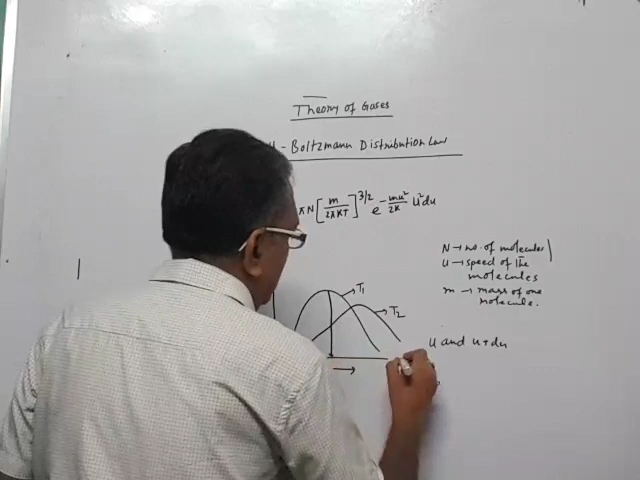 Theory of Gases
- Boltzmann Distribution Law
πN [m/2πKT]^3/2 e^-mu²/2K u²du
N → no. of molecules
u → speed of the
molecules
m → mass of one
molecule.
T1
T2
u and u+du
→